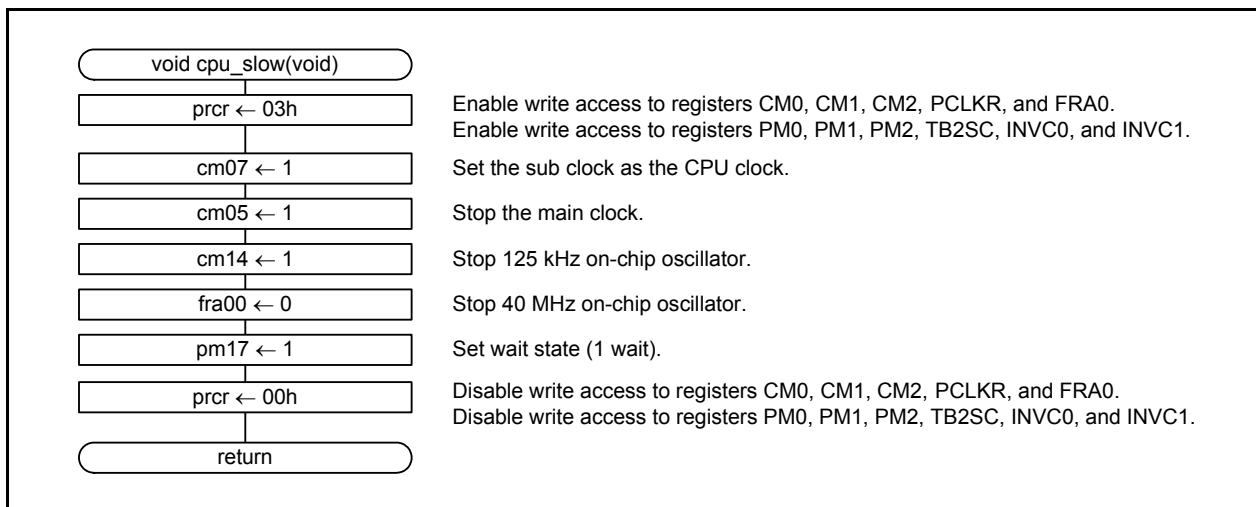 void cpu_slow(void)
prcr ← 03h
Enable write access to registers CM0, CM1, CM2, PCLKR, and FRA0.
Enable write access to registers PM0, PM1, PM2, TB2SC, INVC0, and INVC1.
cm07 ← 1
Set the sub clock as the CPU clock.
cm05 ← 1
Stop the main clock.
cm14 ← 1
Stop 125 kHz on-chip oscillator.
fra00 ← 0
Stop 40 MHz on-chip oscillator.
pm17 ← 1
Set wait state (1 wait).
prcr ← 00h
Disable write access to registers CM0, CM1, CM2, PCLKR, and FRA0.
Disable write access to registers PM0, PM1, PM2, TB2SC, INVC0, and INVC1.
return